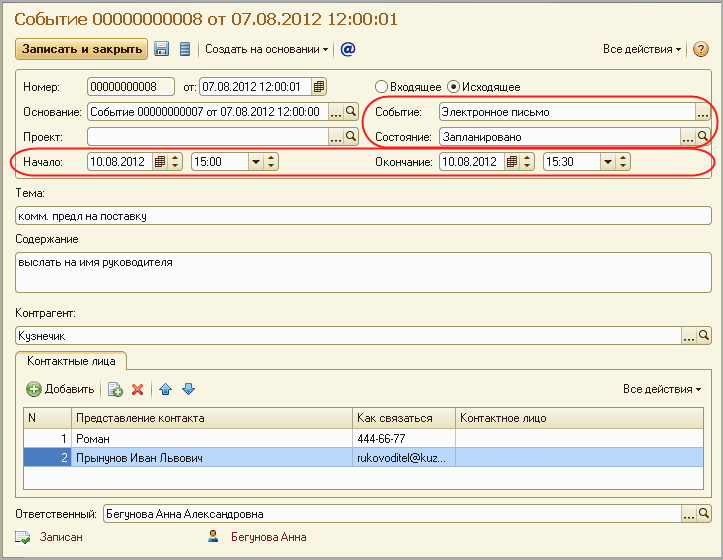 Событие 00000000008 от 07.08.2012 12:00:01
Записать и закрыть Создать на основании @ Все действия ?
Номер: 00000000008 от: 07.08.2012 12:00:01 Входящее Исходящее
Основание: Событие 00000000007 от 07.08.2012 12:00:00 ... Событие: Электронное письмо ...
Проект: ... Состояние: Запланировано ...
Начало: 10.08.2012 15:00 Окончание: 10.08.2012 15:30
Тема:
комм. предл на поставку
Содержание
выслать на имя руководителя
Контрагент:
Кузнечик ...
Контактные лица
Добавить Все действия
N Представление контакта Как связаться Контактное лицо
1 Роман 444-66-77
2 Прынунов Иван Львович rukovoditel@kuz...
Ответственный: Бегунова Анна Александровна ...
Записан Бегунова Анна